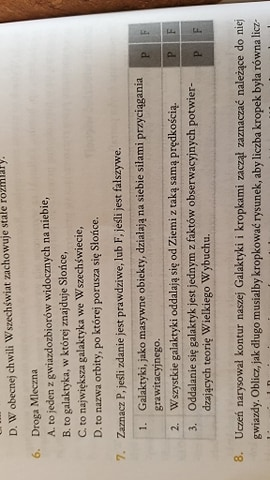 D. W obecnej chwili Wszechświat zachowuje stałe rozmiary.
6. Droga Mleczna
A. to jeden z gwiazdozbiorów widocznych na niebie,
B. to galaktyka, w której znajduje Słońce,
C. to największa galaktyka we Wszechświecie,
D. to nazwa orbity, po której porusza się Słońce.
7. Zaznacz P, jeśli zdanie jest prawdziwe, lub F, jeśli jest fałszywe.
1. Galaktyki, jako masywne obiekty, działają na siebie siłami przyciągania P F
grawitacyjnego.
2. Wszystkie galaktyki oddalają się od Ziemi z taką samą prędkością. P F
3. Oddalanie się galaktyk jest jednym z faktów obserwacyjnych potwier- P F
dzających teorię Wielkiego Wybuchu.
8. Uczeń narysował kontur naszej Galaktyki i kropkami zaczął zaznaczać należące do niej
gwiazdy. Oblicz, jak długo musiałby kropkować rysunek, aby liczba kropek była równa licz-